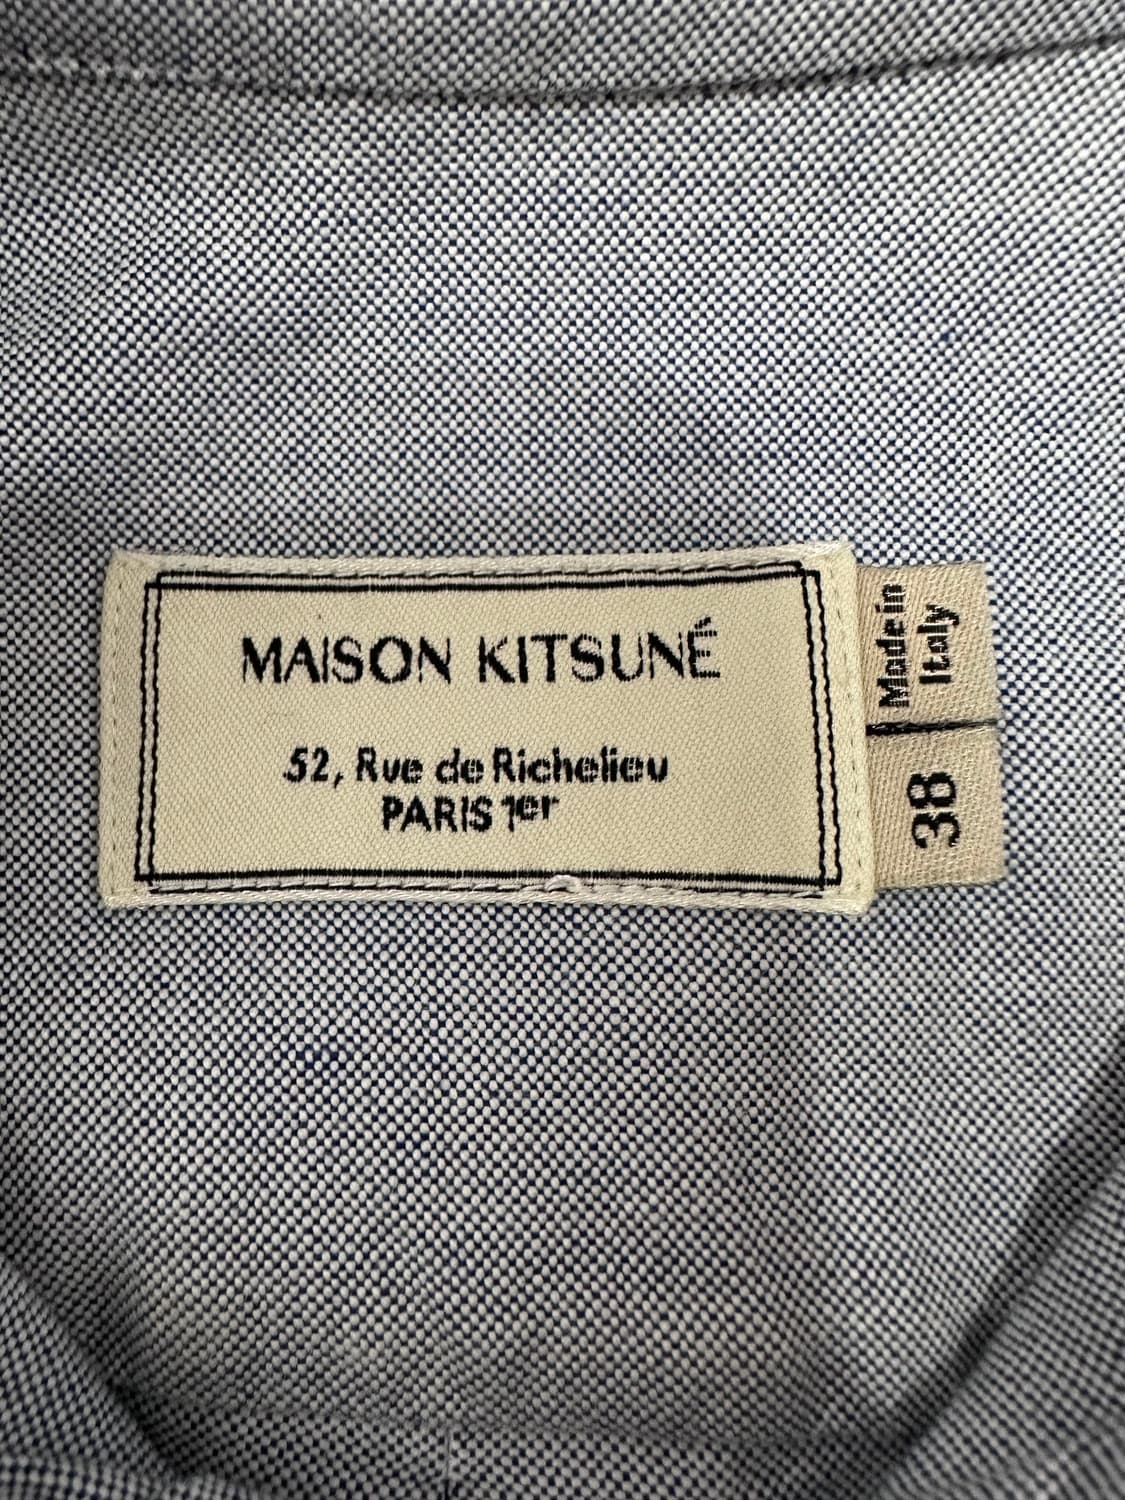 MAISON KITSUNÉ
52, Rue de Richelieu
PARIS 1er
Made in
Italy
38